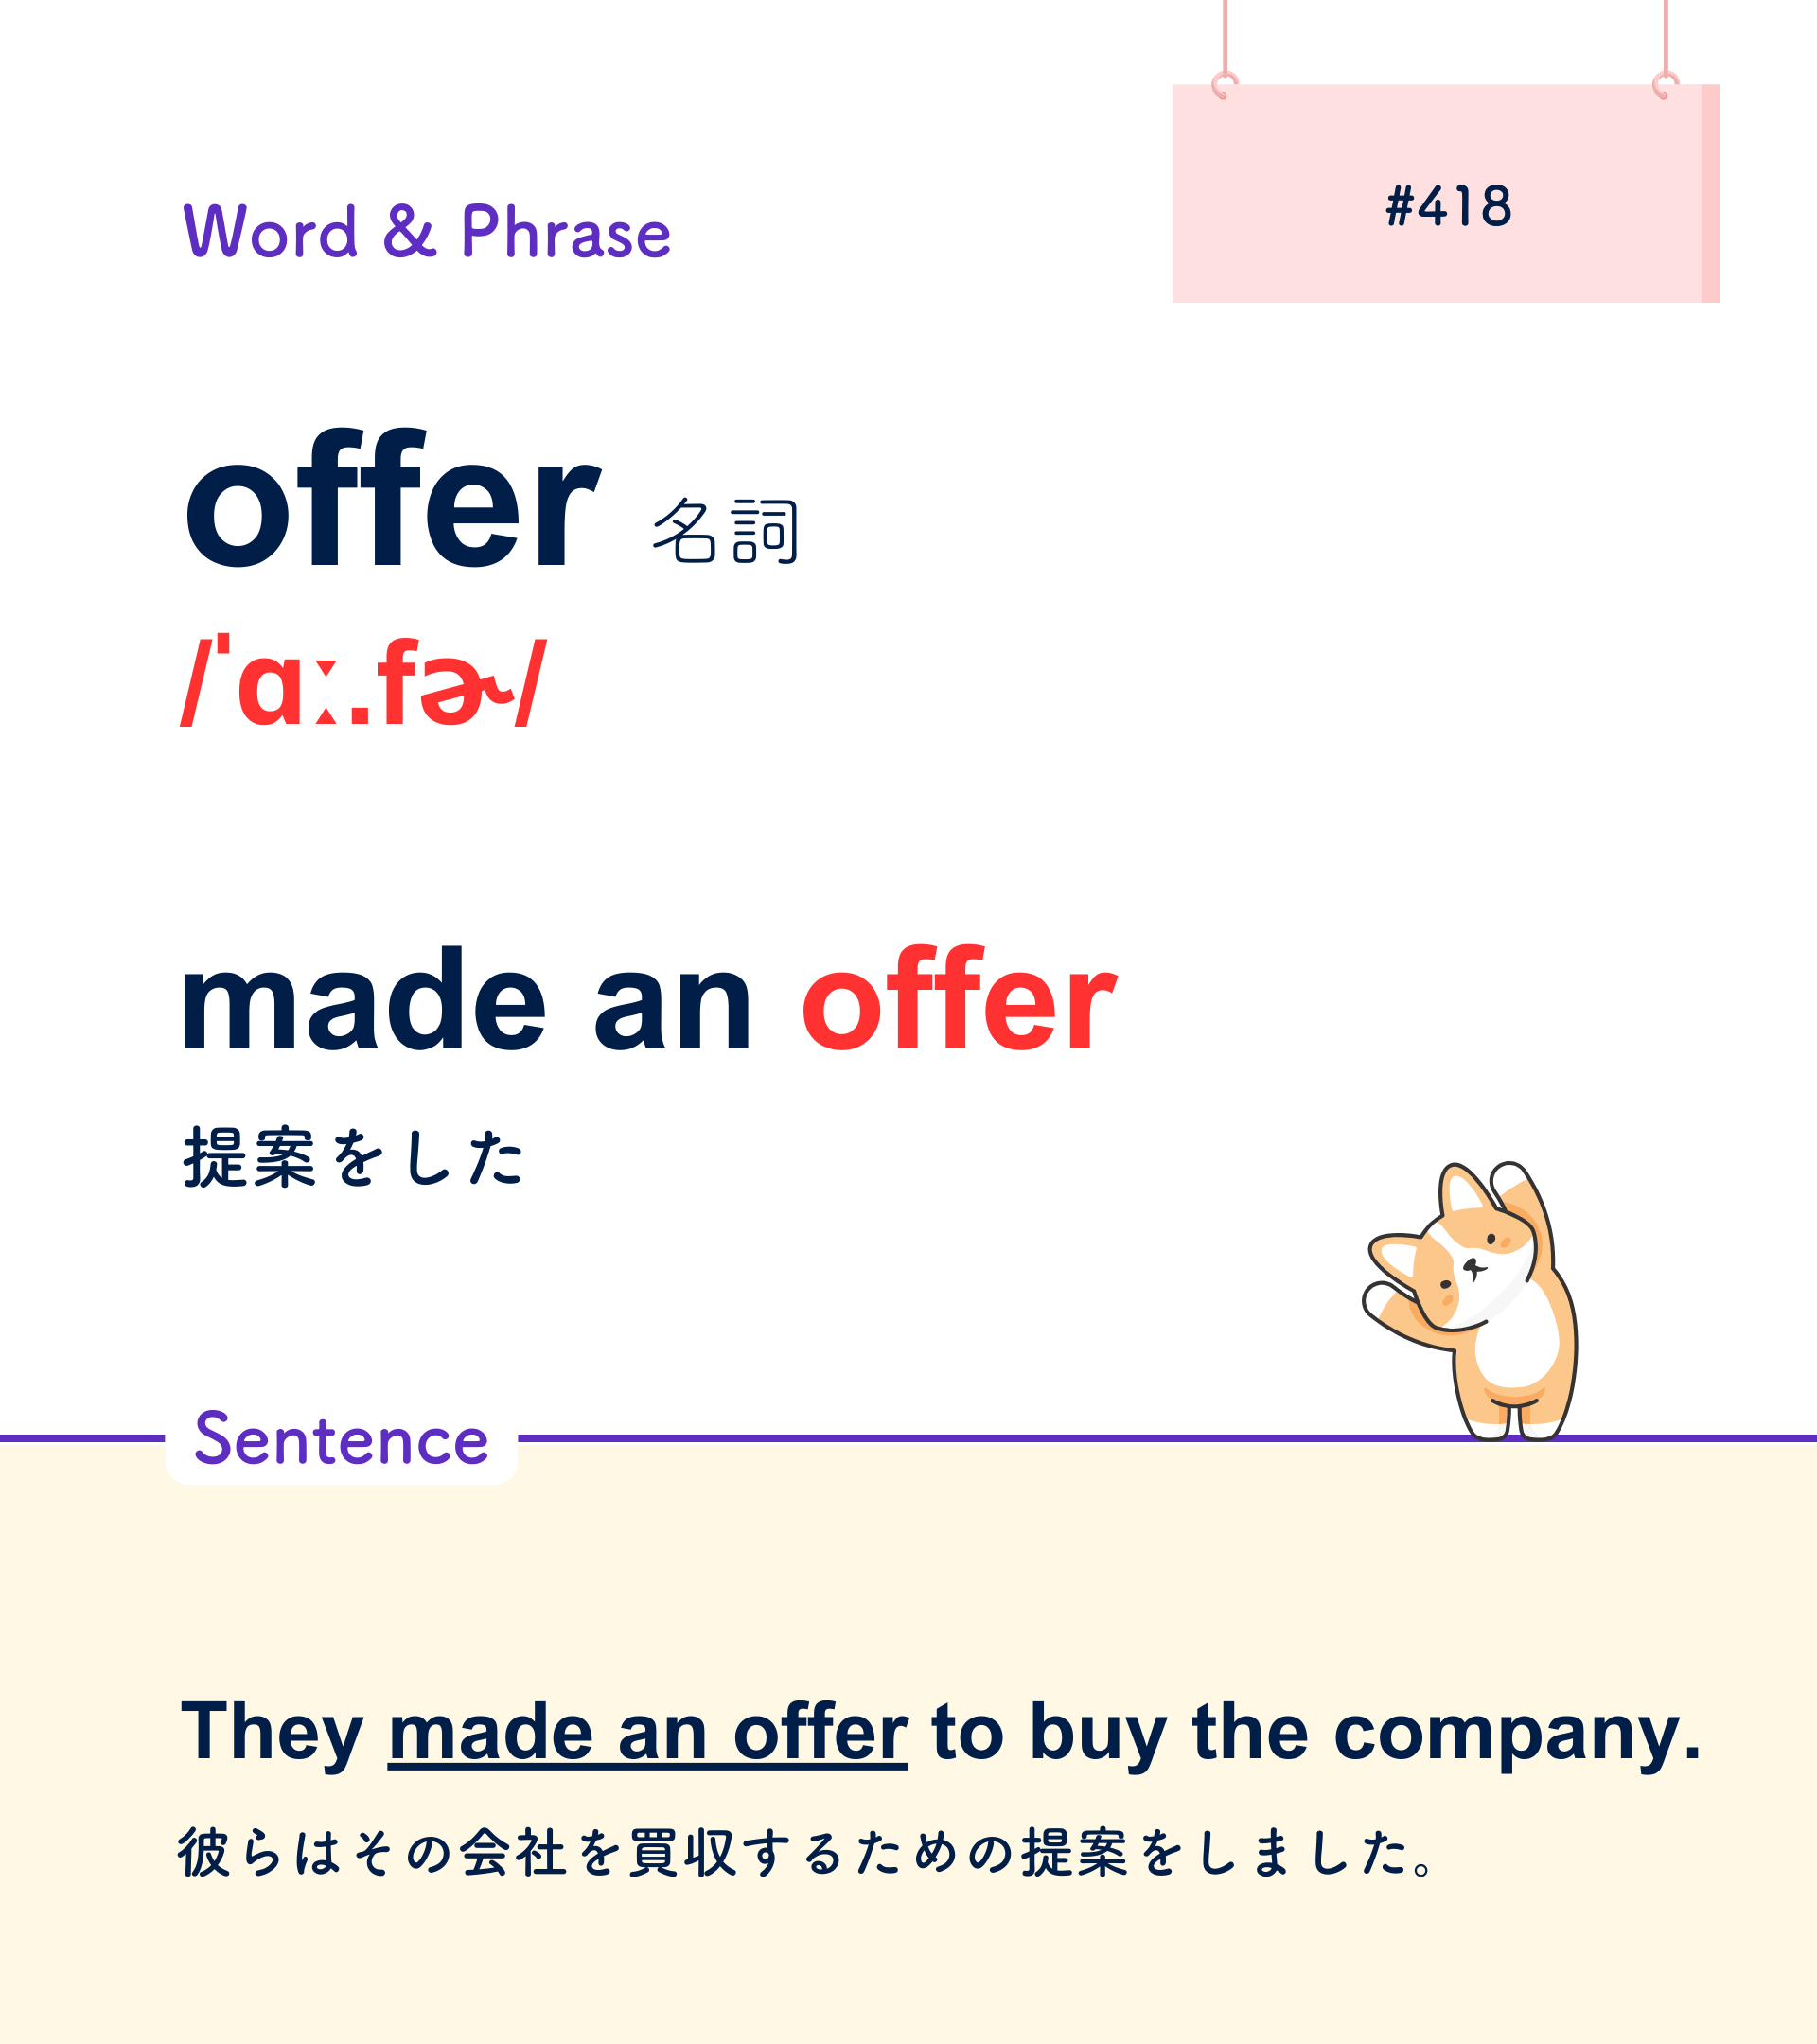 Word & Phrase
#418
offer 名詞
/ˈɑː.fɚ/
made an offer
提案をした
Sentence
They made an offer to buy the company.
彼らはその会社を買収するための提案をしました。